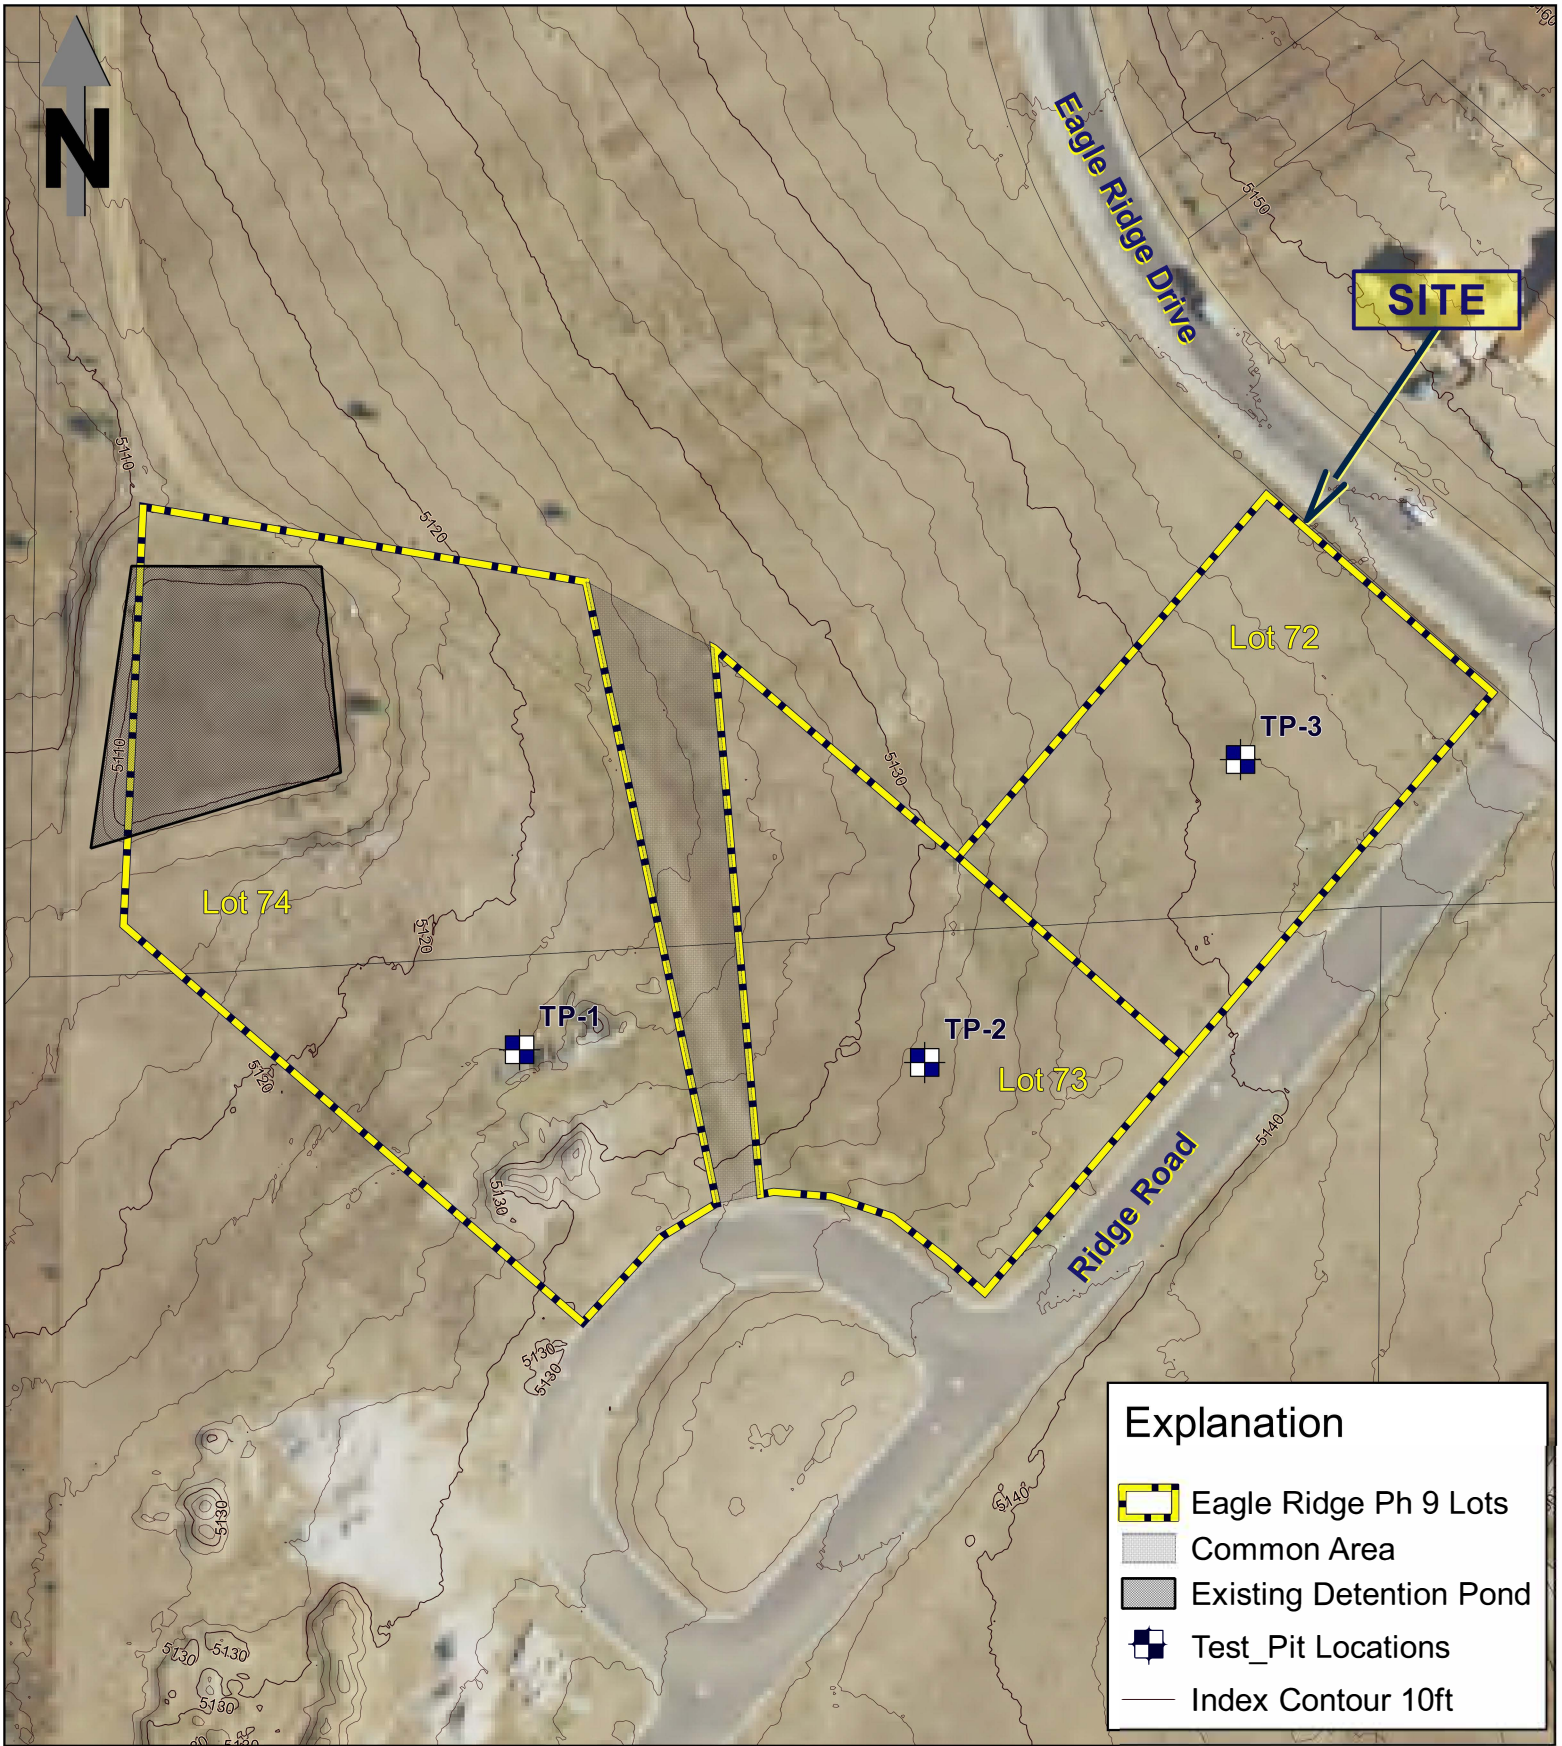 N
5160
Eagle Ridge Drive
5150
SITE
5110
5120
Lot 72
TP-3
5110
5130
Lot 74
5120
TP-1
TP-2
5120
Lot 73
5140
Ridge Road
5130
5130
5130
5140
5130
5130
5130
5130
Explanation
Eagle Ridge Ph 9 Lots
Common Area
Existing Detention Pond
Test_Pit Locations
Index Contour 10ft